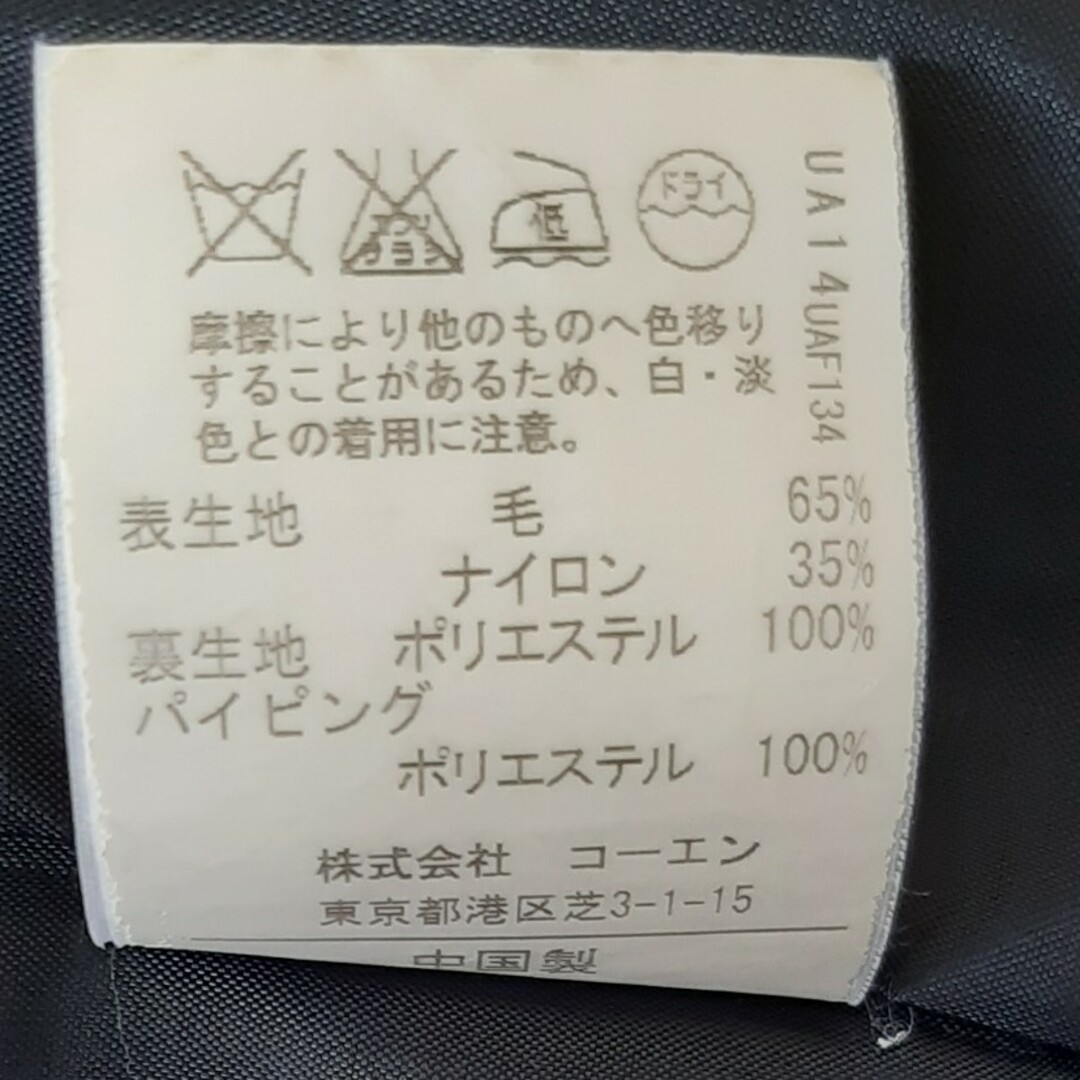 エンソ
サラシ
低
ドライ
UA14UAF134
摩擦により他のものへ色移り
することがあるため、白・淡
色との着用に注意。
表生地 毛 65%
ナイロン 35%
裏生地 ポリエステル 100%
パイピング
ポリエステル 100%
株式会社 コーエン
東京都港区芝3-1-15
中国製